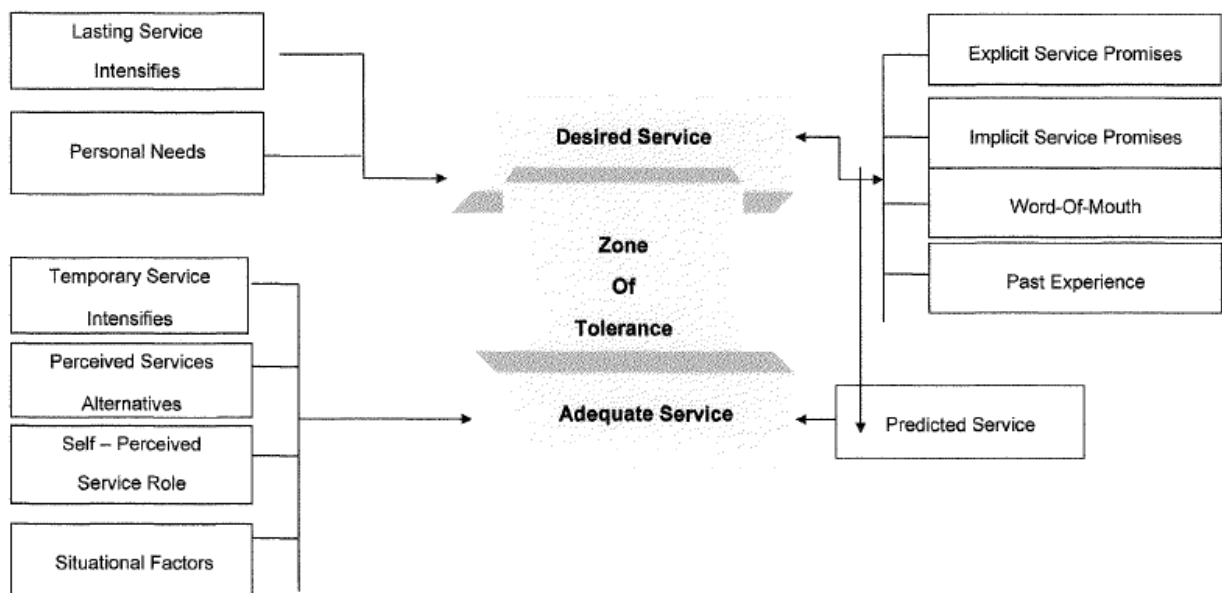 Lasting Service
Intensifies
Personal Needs
Temporary Service
Intensifies
Perceived Services
Alternatives
Self – Perceived
Service Role
Situational Factors
Desired Service
Zone
Of
Tolerance
Adequate Service
Explicit Service Promises
Implicit Service Promises
Word-Of-Mouth
Past Experience
Predicted Service